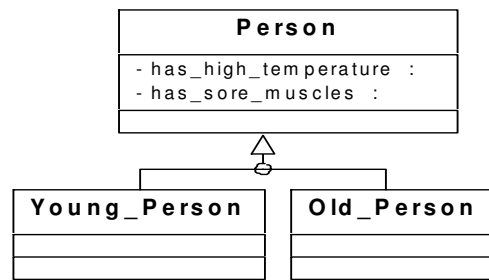 Person
- has_high_temperature :
- has_sore_muscles :
Young_Person
Old_Person